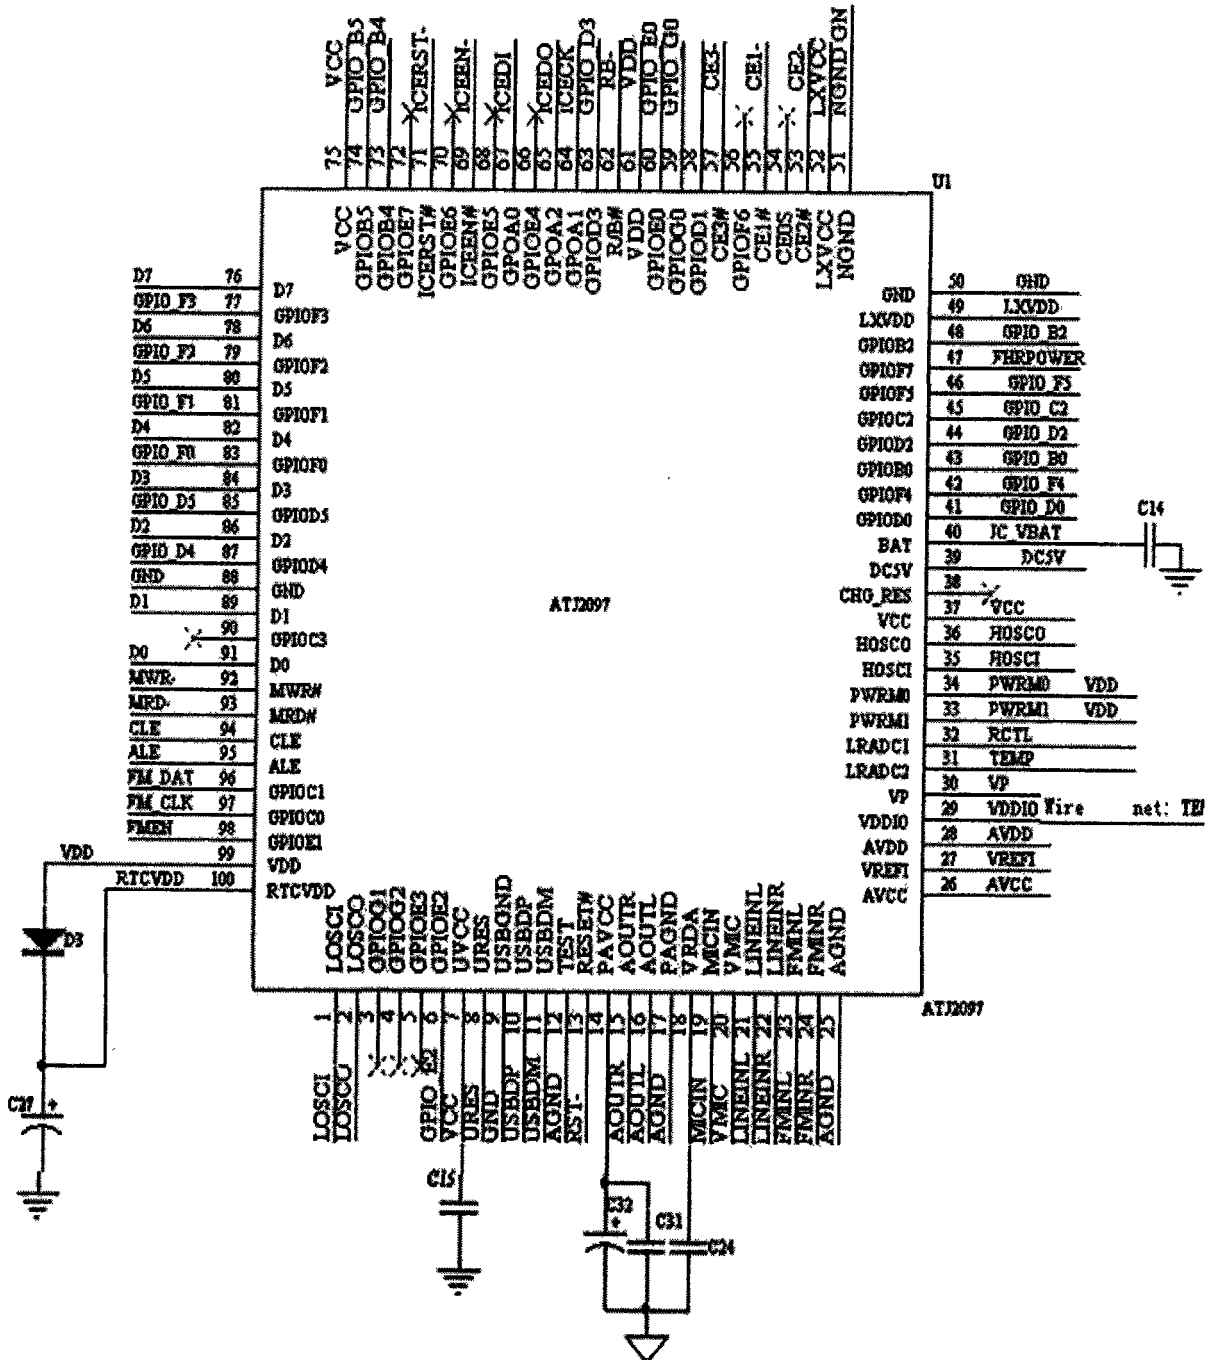 VCC
GPIO_B5
GPIO_B4
ICERST-
ICEEN-
ICEDI
ICEDO
ICECK
GPIO_D3
RB-
VDD
GPIO_E0
GPIO_G0
CE3-
CE1-
CE2-
LXVCC
NGND GN
75
74
73
72
71
70
69
68
67
66
65
64
63
62
61
60
59
58
57
56
55
54
53
52
51
U1
VCC
GPIOB5
GPIOB4
GPIOE7
ICERST#
GPIOE6
ICEEN#
GPIOE5
GPOA0
GPIOE4
GPOA2
GPOA1
GPIOD3
R/B#
VDD
GPIOE0
GPIOG0
GPIOD1
CE3#
GPIOF6
CE1#
CE0S
CE2#
LXVCC
NGND
D7 76 D7
GPIO_F3 77 GPIOF3
D6 78 D6
GPIO_F2 79 GPIOF2
D5 80 D5
GPIO_F1 81 GPIOF1
D4 82 D4
GPIO_F0 83 GPIOF0
D3 84 D3
GPIO_D5 85 GPIOD5
D2 86 D2
GPIO_D4 87 GPIOD4
GND 88 GND
D1 89 D1
90 GPIOC3
D0 91 D0
MWR- 92 MWR#
MRD- 93 MRD#
CLE 94 CLE
ALE 95 ALE
FM_DAT 96 GPIOC1
FM_CLK 97 GPIOC0
FMEN 98 GPIOE1
VDD 99 VDD
RTCVDD 100 RTCVDD
ATJ2097
GND 50 GND
LXVDD 49 LXVDD
GPIOB2 48 GPIO_B2
GPIOF7 47 FHRPOWER
GPIOF5 46 GPIO_F5
GPIOC2 45 GPIO_C2
GPIOD2 44 GPIO_D2
GPIOB0 43 GPIO_B0
GPIOF4 42 GPIO_F4
GPIOD0 41 GPIO_D0
BAT 40 JC_VBAT
C14
DC5V 39 DC5V
CHG_RES 38
VCC 37 VCC
HOSCO 36 HOSCO
HOSCI 35 HOSCI
PWRM0 34 PWRM0 VDD
PWRM1 33 PWRM1 VDD
LRADC1 32 RCTL
LRADC2 31 TEMP
VP 30 VP
VDDIO 29 VDDIO Wire net: TE
AVDD 28 AVDD
VREFI 27 VREFI
AVCC 26 AVCC
D3
C27 +
LOSCI
LOSCO
GPIOG1
GPIOG2
GPIOE3
GPIOE2
UVCC
URES
USBGND
USBDP
USBDM
TEST
RESET#
PAVCC
AOUTR
AOUTL
PAGND
VRDA
MICIN
VMIC
LINEINL
LINEINR
FMINL
FMINR
AGND
ATJ2097
1
2
3
4
5
6
7
8
9
10
11
12
13
14
15
16
17
18
19
20
21
22
23
24
25
LOSCI
LOSCO
GPIO_E2
VCC
URES
GND
USBDP
USBDM
AGND
RST-
AOUTR
AOUTL
AGND
MICIN
VMIC
LINEINL
LINEINR
FMINL
FMINR
AGND
C15
C32
+
C31
C24